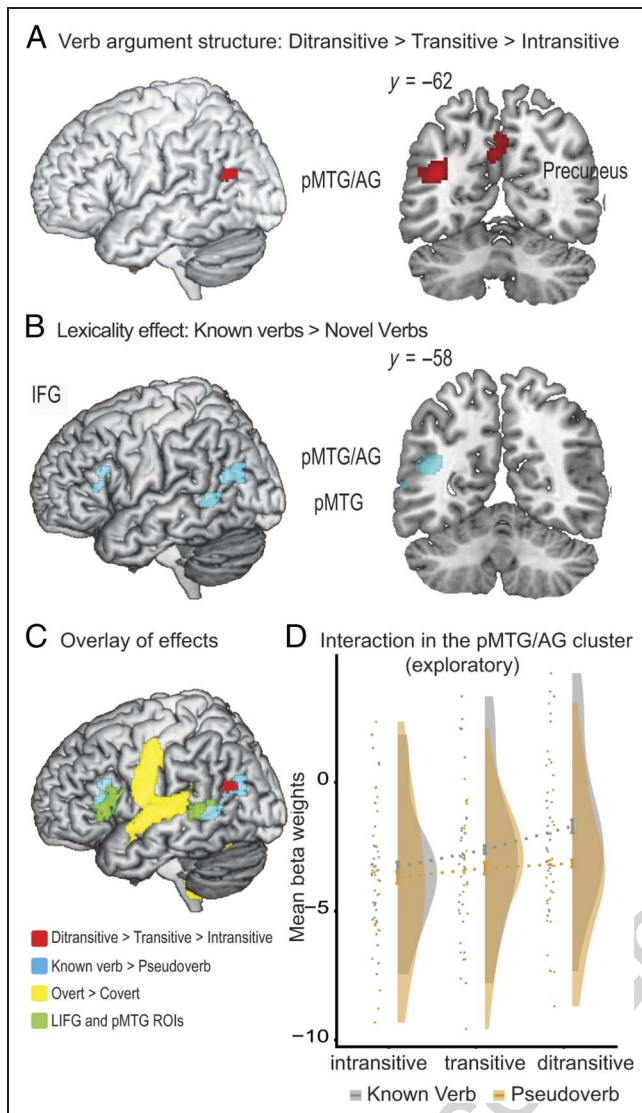 A Verb argument structure: Ditransitive > Transitive > Intransitive
y = –62
pMTG/AG
Precuneus
B Lexicality effect: Known verbs > Novel Verbs
y = –58
IFG
pMTG/AG
pMTG
C Overlay of effects
Ditransitive > Transitive > Intransitive
Known verb > Pseudoverb
Overt > Covert
LIFG and pMTG ROIs
D Interaction in the pMTG/AG cluster
(exploratory)
Mean beta weights
0
−5
−10
intransitive transitive ditransitive
Known Verb Pseudoverb